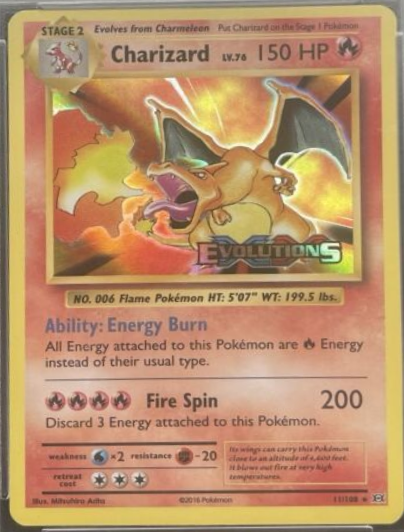 STAGE 2 Evolves from Charmeleon Put Charizard on the Stage 1 Pokémon
Charizard LV.76 150 HP
EVOLUTIONS
NO. 006 Flame Pokémon HT: 5'07" WT: 199.5 lbs.
Ability: Energy Burn
All Energy attached to this Pokémon are Energy
instead of their usual type.
Fire Spin 200
Discard 3 Energy attached to this Pokémon.
weakness ×2 resistance -20
retreat
cost
Its wings can carry this Pokémon
close to an altitude of 4,600 feet.
It blows out fire at very high
temperatures.
Illus. Mitsuhiro Arita ©2016 Pokémon 11/108